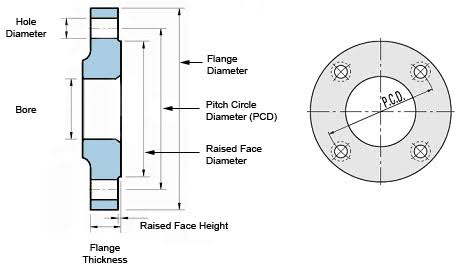 Hole
Diameter
Flange
Diameter
Bore
Pitch Circle
Diameter (PCD)
Raised Face
Diameter
Raised Face Height
Flange
Thickness
P.C.D.